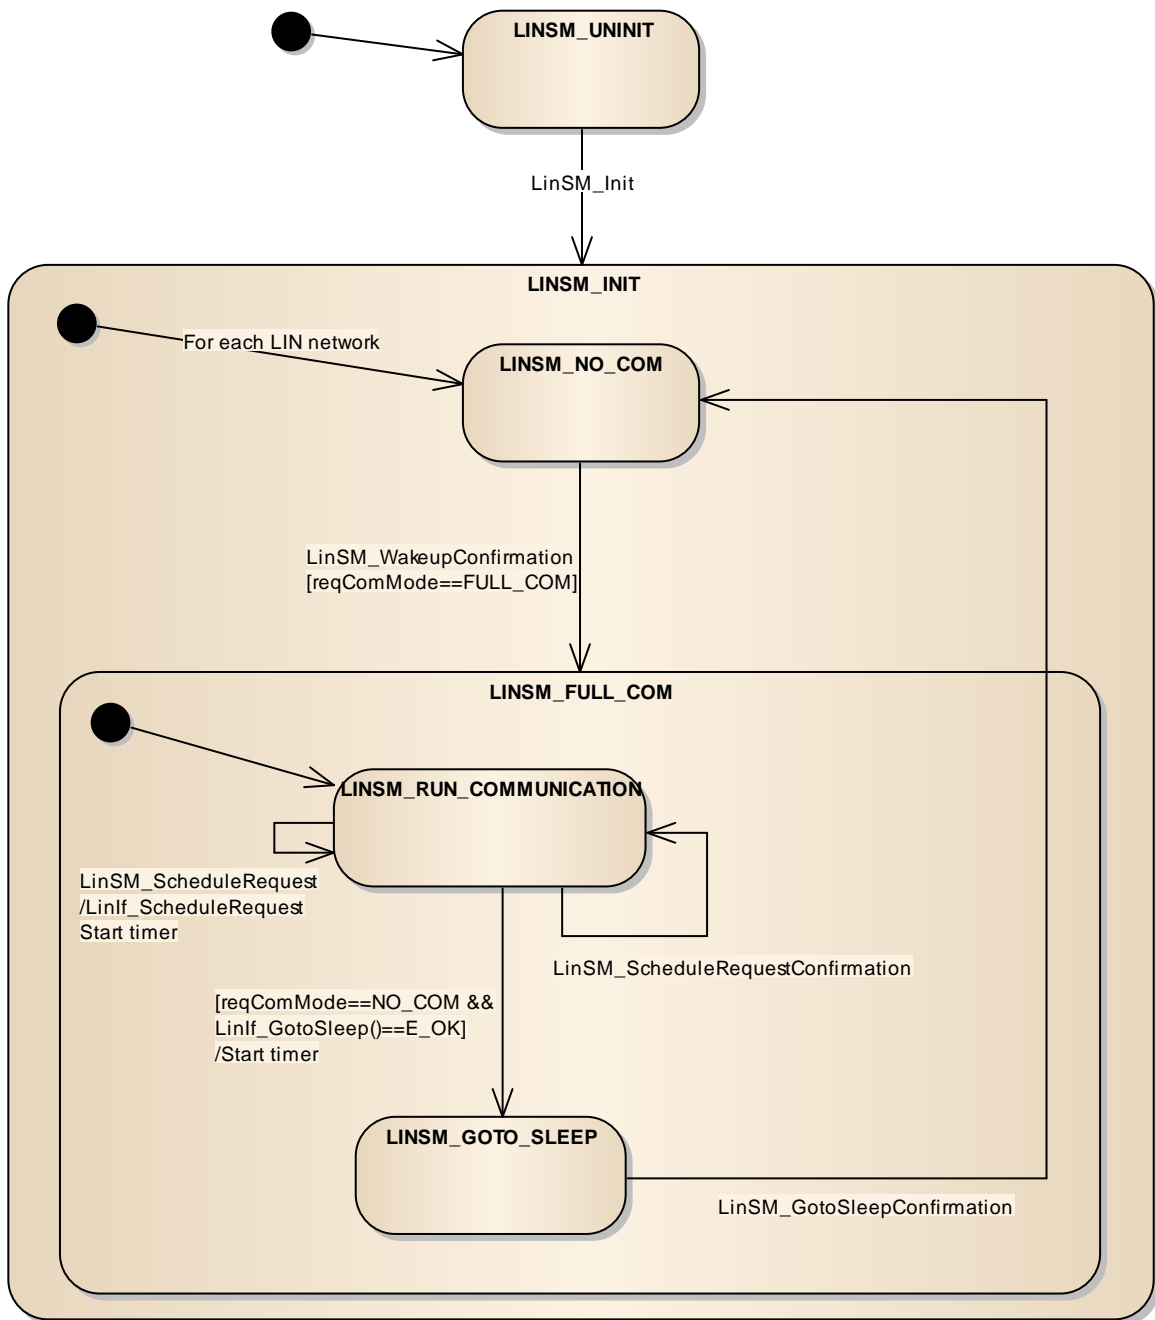 LINSM_UNINIT
LinSM_Init
LINSM_INIT
For each LIN network
LINSM_NO_COM
LinSM_WakeupConfirmation
[reqComMode==FULL_COM]
LINSM_FULL_COM
LINSM_RUN_COMMUNICATION
LinSM_ScheduleRequest
/LinIf_ScheduleRequest
Start timer
LinSM_ScheduleRequestConfirmation
[reqComMode==NO_COM &&
LinIf_GotoSleep()==E_OK]
/Start timer
LINSM_GOTO_SLEEP
LinSM_GotoSleepConfirmation